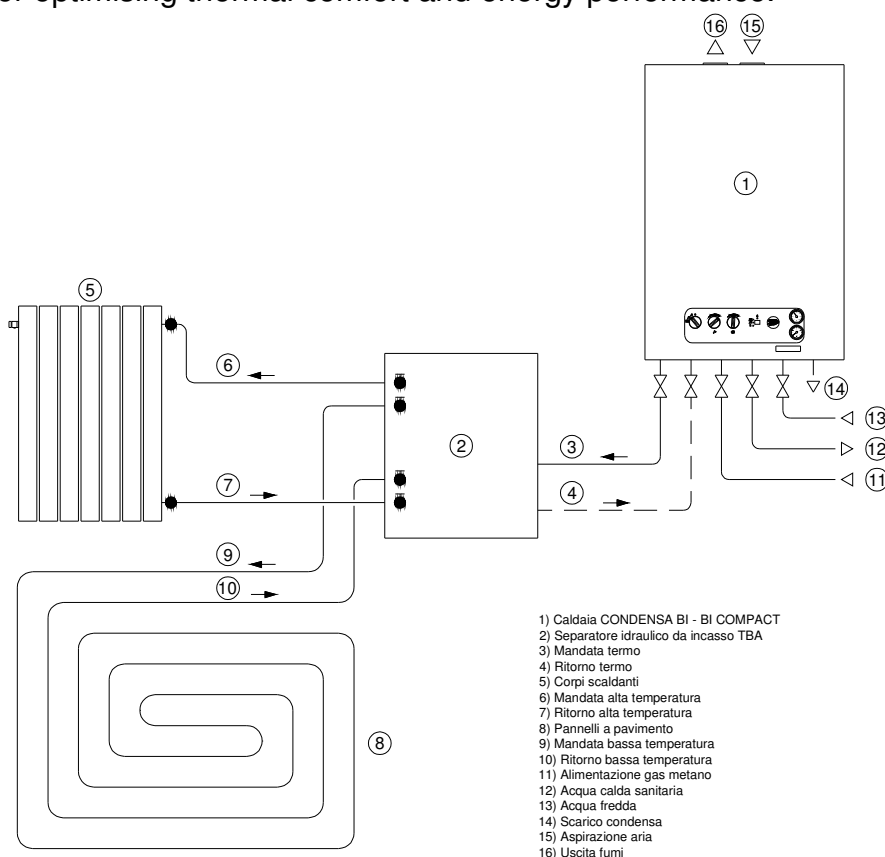 or optimising thermal comfort and energy performance.
16 15
1
5
6
14
13
2
3
12
7
4
11
9
10
8
1) Caldaia CONDENSA BI - BI COMPACT
2) Separatore idraulico da incasso TBA
3) Mandata termo
4) Ritorno termo
5) Corpi scaldanti
6) Mandata alta temperatura
7) Ritorno alta temperatura
8) Pannelli a pavimento
9) Mandata bassa temperatura
10) Ritorno bassa temperatura
11) Alimentazione gas metano
12) Acqua calda sanitaria
13) Acqua fredda
14) Scarico condensa
15) Aspirazione aria
16) Uscita fumi